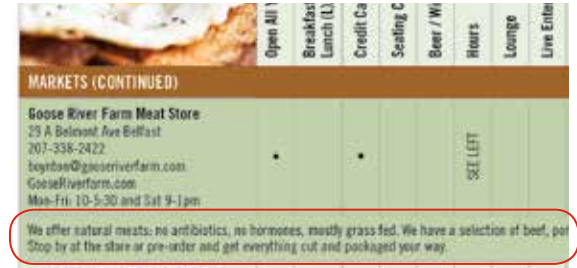 Open All
Breakfas
Lunch (L),
Credit Ca
Seating C
Beer / Wi
Hours
Lounge
Live Ente
MARKETS (CONTINUED)
Goose River Farm Meat Store
29 A Belmont Ave Belfast
207-338-2422
boynton@gooseriverfarm.com
GooseRiverfarm.com
Mon-Fri: 10-5:30 and Sat 9-1pm
• •
SEE LEFT
We offer natural meats: no antibiotics, no hormones, mostly grass fed. We have a selection of beef, por
Stop by at the store or pre-order and get everything cut and packaged your way.